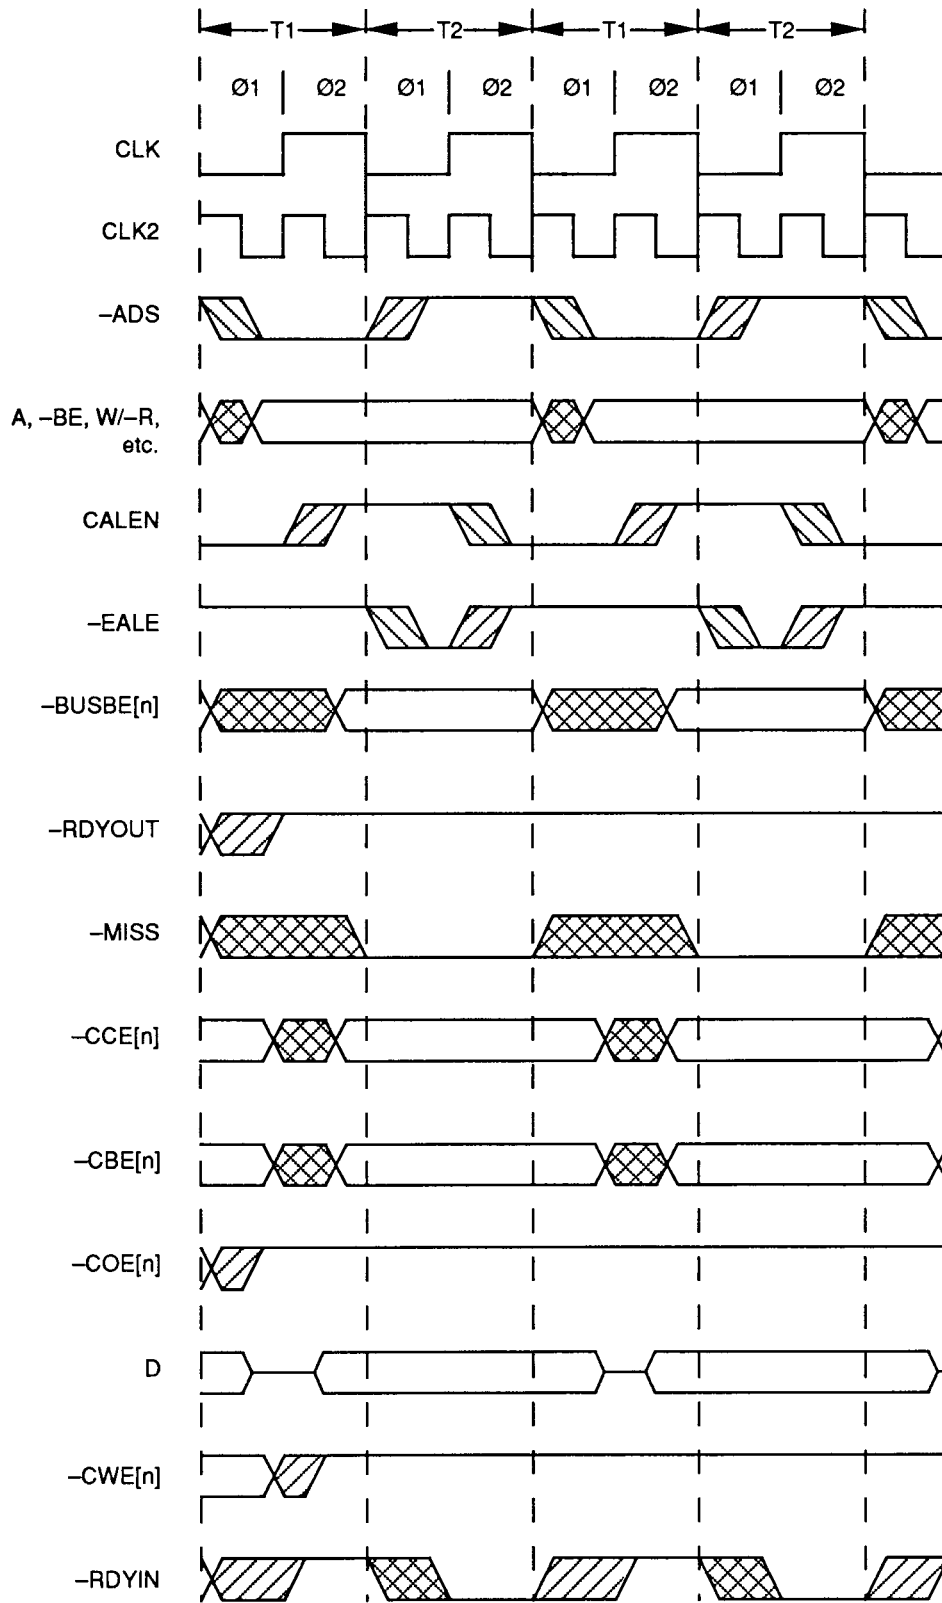 T1 T2 T1 T2
Ø1 Ø2 Ø1 Ø2 Ø1 Ø2 Ø1 Ø2
CLK
CLK2
–ADS
A, –BE, W/–R,
etc.
CALEN
–EALE
–BUSBE[n]
–RDYOUT
–MISS
–CCE[n]
–CBE[n]
–COE[n]
D
–CWE[n]
–RDYIN